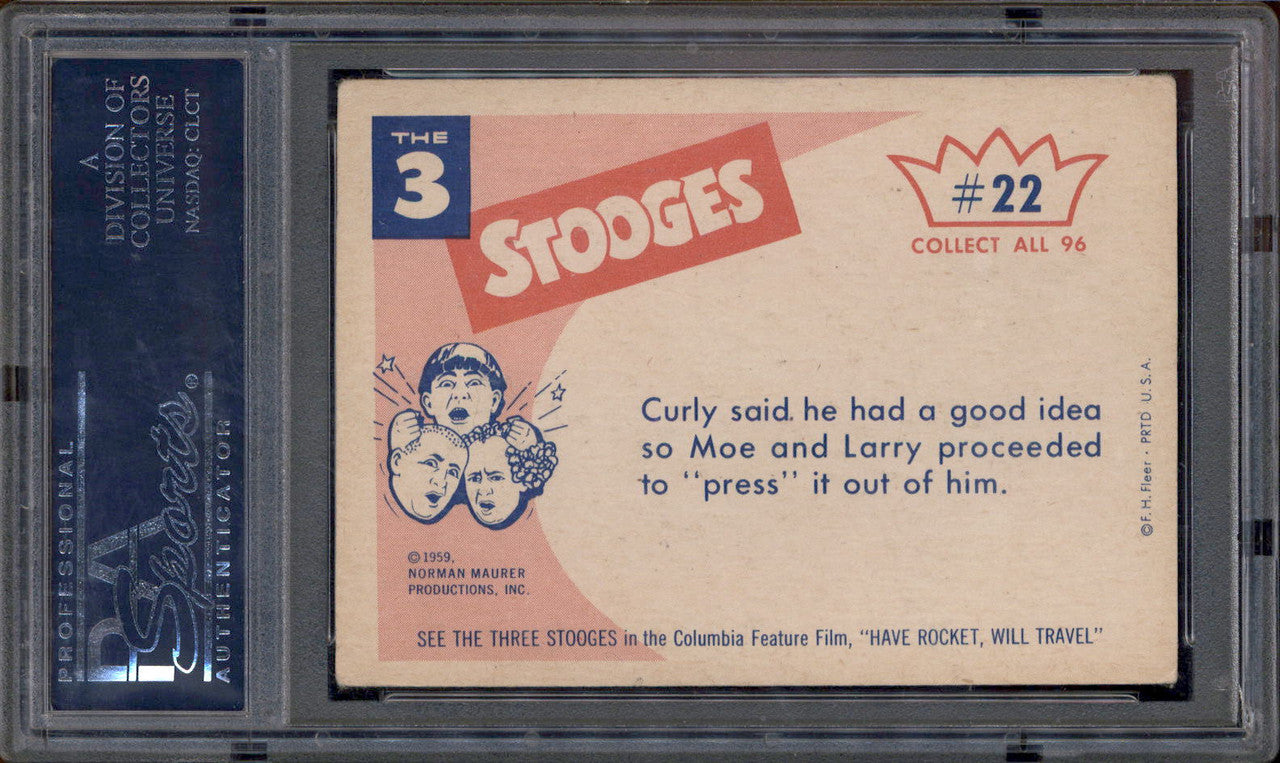 A
DIVISION OF
COLLECTORS
UNIVERSE
NASDAQ: CLCT
PROFESSIONAL
PSA
Sports®
AUTHENTICATOR
THE
3
STOOGES
#22
COLLECT ALL 96
Curly said he had a good idea
so Moe and Larry proceeded
to "press" it out of him.
©F. H. Fleer · PRTD U. S. A.
©1959,
NORMAN MAURER
PRODUCTIONS, INC.
SEE THE THREE STOOGES in the Columbia Feature Film, "HAVE ROCKET, WILL TRAVEL"